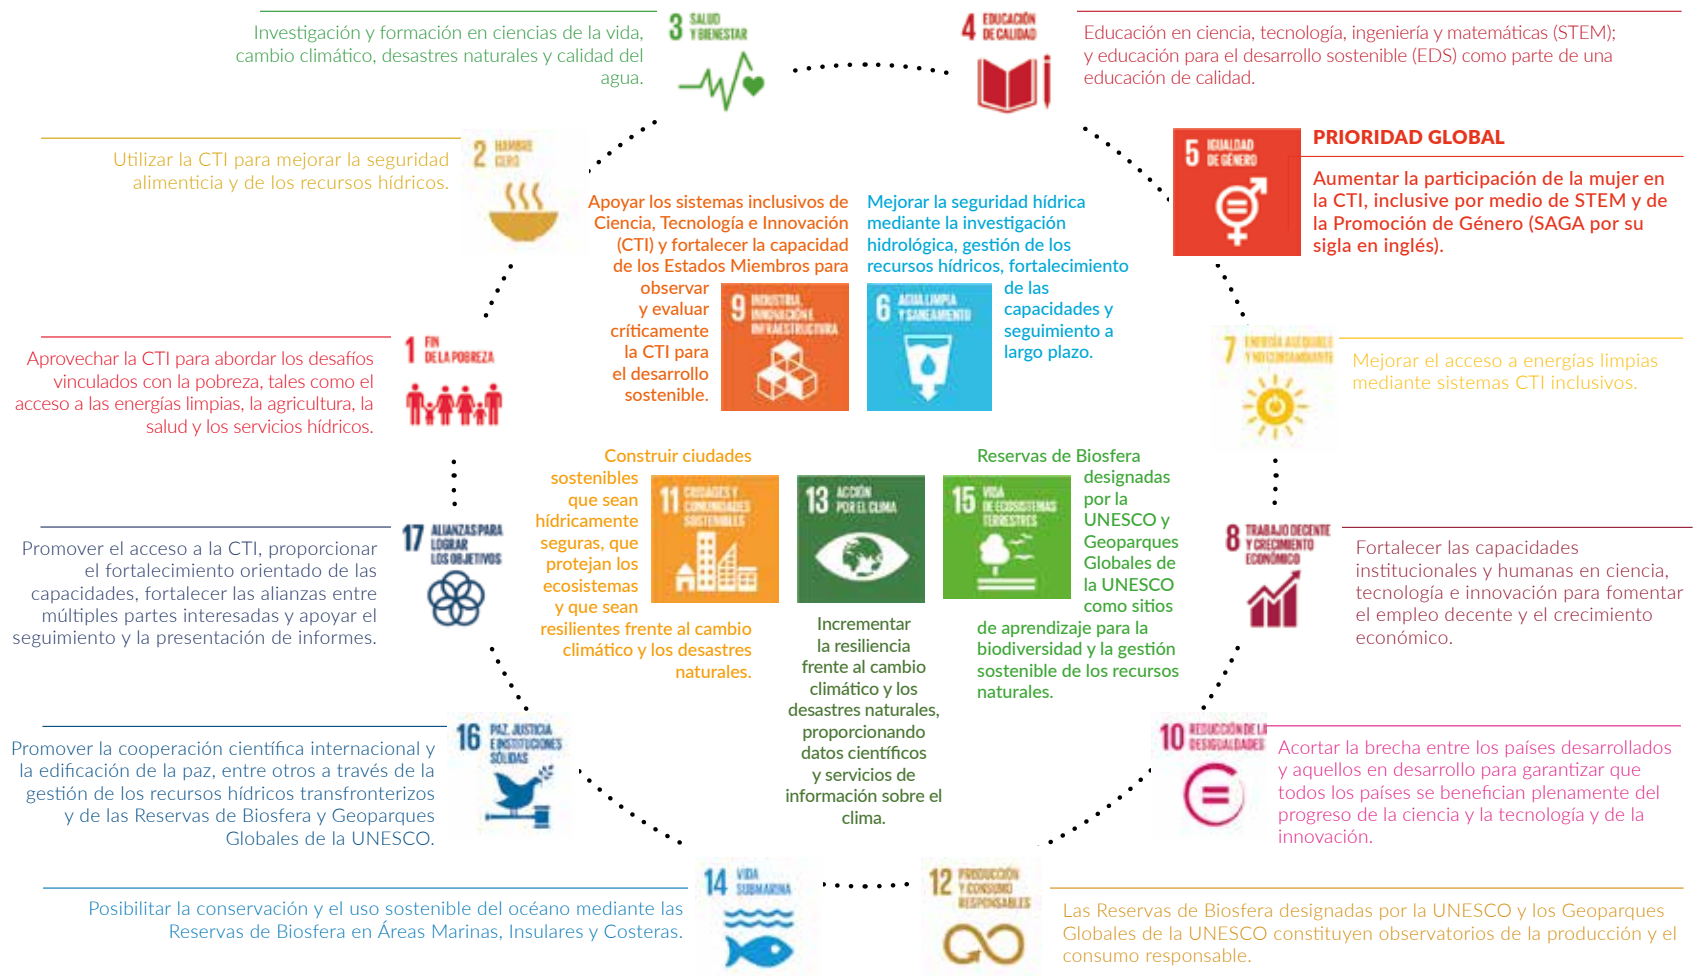 3 SALUD
Y BIENESTAR
Investigación y formación en ciencias de la vida,
cambio climático, desastres naturales y calidad del
agua.
4 EDUCACIÓN
DE CALIDAD
Educación en ciencia, tecnología, ingeniería y matemáticas (STEM);
y educación para el desarrollo sostenible (EDS) como parte de una
educación de calidad.
2 HAMBRE
CERO
Utilizar la CTI para mejorar la seguridad
alimenticia y de los recursos hídricos.
5 IGUALDAD
DE GÉNERO
PRIORIDAD GLOBAL
Aumentar la participación de la mujer en
la CTI, inclusive por medio de STEM y de
la Promoción de Género (SAGA por su
sigla en inglés).
Apoyar los sistemas inclusivos de
Ciencia, Tecnología e Innovación
(CTI) y fortalecer la capacidad
de los Estados Miembros para
observar
y evaluar
críticamente
la CTI para
el desarrollo
sostenible.
9 INDUSTRIA,
INNOVACIÓN E
INFRAESTRUCTURA
Mejorar la seguridad hídrica
mediante la investigación
hidrológica, gestión de los
recursos hídricos, fortalecimiento
de las
capacidades y
seguimiento a
largo plazo.
6 AGUA LIMPIA
Y SANEAMIENTO
1 FIN
DE LA POBREZA
Aprovechar la CTI para abordar los desafíos
vinculados con la pobreza, tales como el
acceso a las energías limpias, la agricultura, la
salud y los servicios hídricos.
7 ENERGÍA ASEQUIBLE
Y NO CONTAMINANTE
Mejorar el acceso a energías limpias
mediante sistemas CTI inclusivos.
Construir ciudades
sostenibles
que sean
hídricamente
seguras, que
protejan los
ecosistemas
y que sean
resilientes frente al cambio
climático y los desastres
naturales.
11 CIUDADES Y
COMUNIDADES
SOSTENIBLES
13 ACCIÓN
POR EL CLIMA
Incrementar
la resiliencia
frente al cambio
climático y los
desastres naturales,
proporcionando
datos científicos
y servicios de
información sobre el
clima.
15 VIDA
DE ECOSISTEMAS
TERRESTRES
Reservas de Biosfera
designadas
por la
UNESCO y
Geoparques
Globales de
la UNESCO
como sitios
de aprendizaje para la
biodiversidad y la gestión
sostenible de los recursos
naturales.
17 ALIANZAS PARA
LOGRAR
LOS OBJETIVOS
Promover el acceso a la CTI, proporcionar
el fortalecimiento orientado de las
capacidades, fortalecer las alianzas entre
múltiples partes interesadas y apoyar el
seguimiento y la presentación de informes.
8 TRABAJO DECENTE
Y CRECIMIENTO
ECONÓMICO
Fortalecer las capacidades
institucionales y humanas en ciencia,
tecnología e innovación para fomentar
el empleo decente y el crecimiento
económico.
16 PAZ, JUSTICIA
E INSTITUCIONES
SÓLIDAS
Promover la cooperación científica internacional y
la edificación de la paz, entre otros a través de la
gestión de los recursos hídricos transfronterizos
y de las Reservas de Biosfera y Geoparques
Globales de la UNESCO.
10 REDUCCIÓN DE LAS
DESIGUALDADES
Acortar la brecha entre los países desarrollados
y aquellos en desarrollo para garantizar que
todos los países se benefician plenamente del
progreso de la ciencia y la tecnología y de la
innovación.
14 VIDA
SUBMARINA
Posibilitar la conservación y el uso sostenible del océano mediante las
Reservas de Biosfera en Áreas Marinas, Insulares y Costeras.
12 PRODUCCIÓN
Y CONSUMO
RESPONSABLES
Las Reservas de Biosfera designadas por la UNESCO y los Geoparques
Globales de la UNESCO constituyen observatorios de la producción y el
consumo responsable.